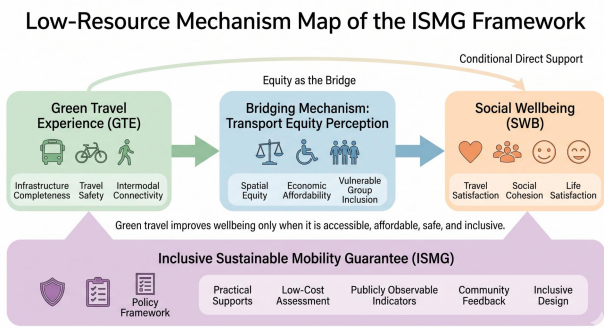 Low-Resource Mechanism Map of the ISMG Framework
Conditional Direct Support
Equity as the Bridge
Green Travel
Experience (GTE)
Infrastructure
Completeness
Travel
Safety
Intermodal
Connectivity
Bridging Mechanism:
Transport Equity Perception
Spatial
Equity
Economic
Affordability
Vulnerable
Group
Inclusion
Social Wellbeing
(SWB)
Travel
Satisfaction
Social
Cohesion
Life
Satisfaction
Green travel improves wellbeing only when it is accessible, affordable, safe, and inclusive.
Inclusive Sustainable Mobility Guarantee (ISMG)
Policy
Framework
Practical
Supports
Low-Cost
Assessment
Publicly Observable
Indicators
Community
Feedback
Inclusive
Design